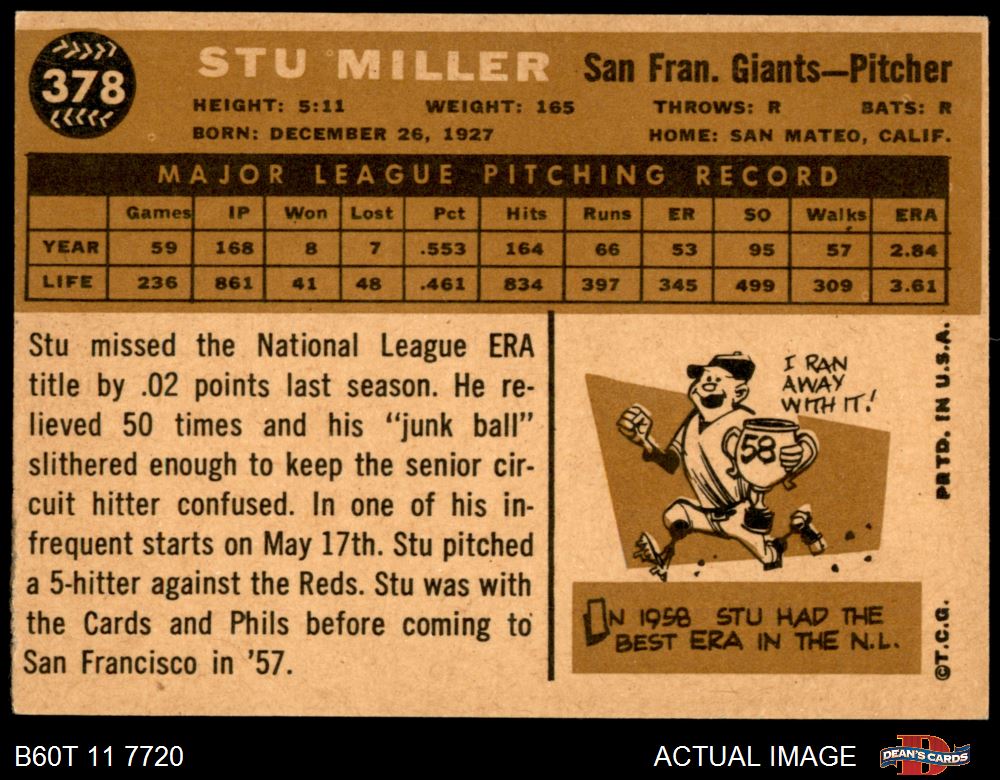 378
STU MILLER San Fran. Giants—Pitcher
HEIGHT: 5:11 WEIGHT: 165 THROWS: R BATS: R
BORN: DECEMBER 26, 1927 HOME: SAN MATEO, CALIF.
MAJOR LEAGUE PITCHING RECORD
Games IP Won Lost Pct Hits Runs ER SO Walks ERA
YEAR 59 168 8 7 .553 164 66 53 95 57 2.84
LIFE 236 861 41 48 .461 834 397 345 499 309 3.61
Stu missed the National League ERA
title by .02 points last season. He re-
lieved 50 times and his “junk ball”
slithered enough to keep the senior cir-
cuit hitter confused. In one of his in-
frequent starts on May 17th. Stu pitched
a 5-hitter against the Reds. Stu was with
the Cards and Phils before coming to
San Francisco in ’57.
I RAN
AWAY
WITH IT!
58
IN 1958 STU HAD THE
BEST ERA IN THE N.L.
©T.C.G. PRTD. IN U.S.A.
B60T 11 7720 ACTUAL IMAGE DEAN'S CARDS